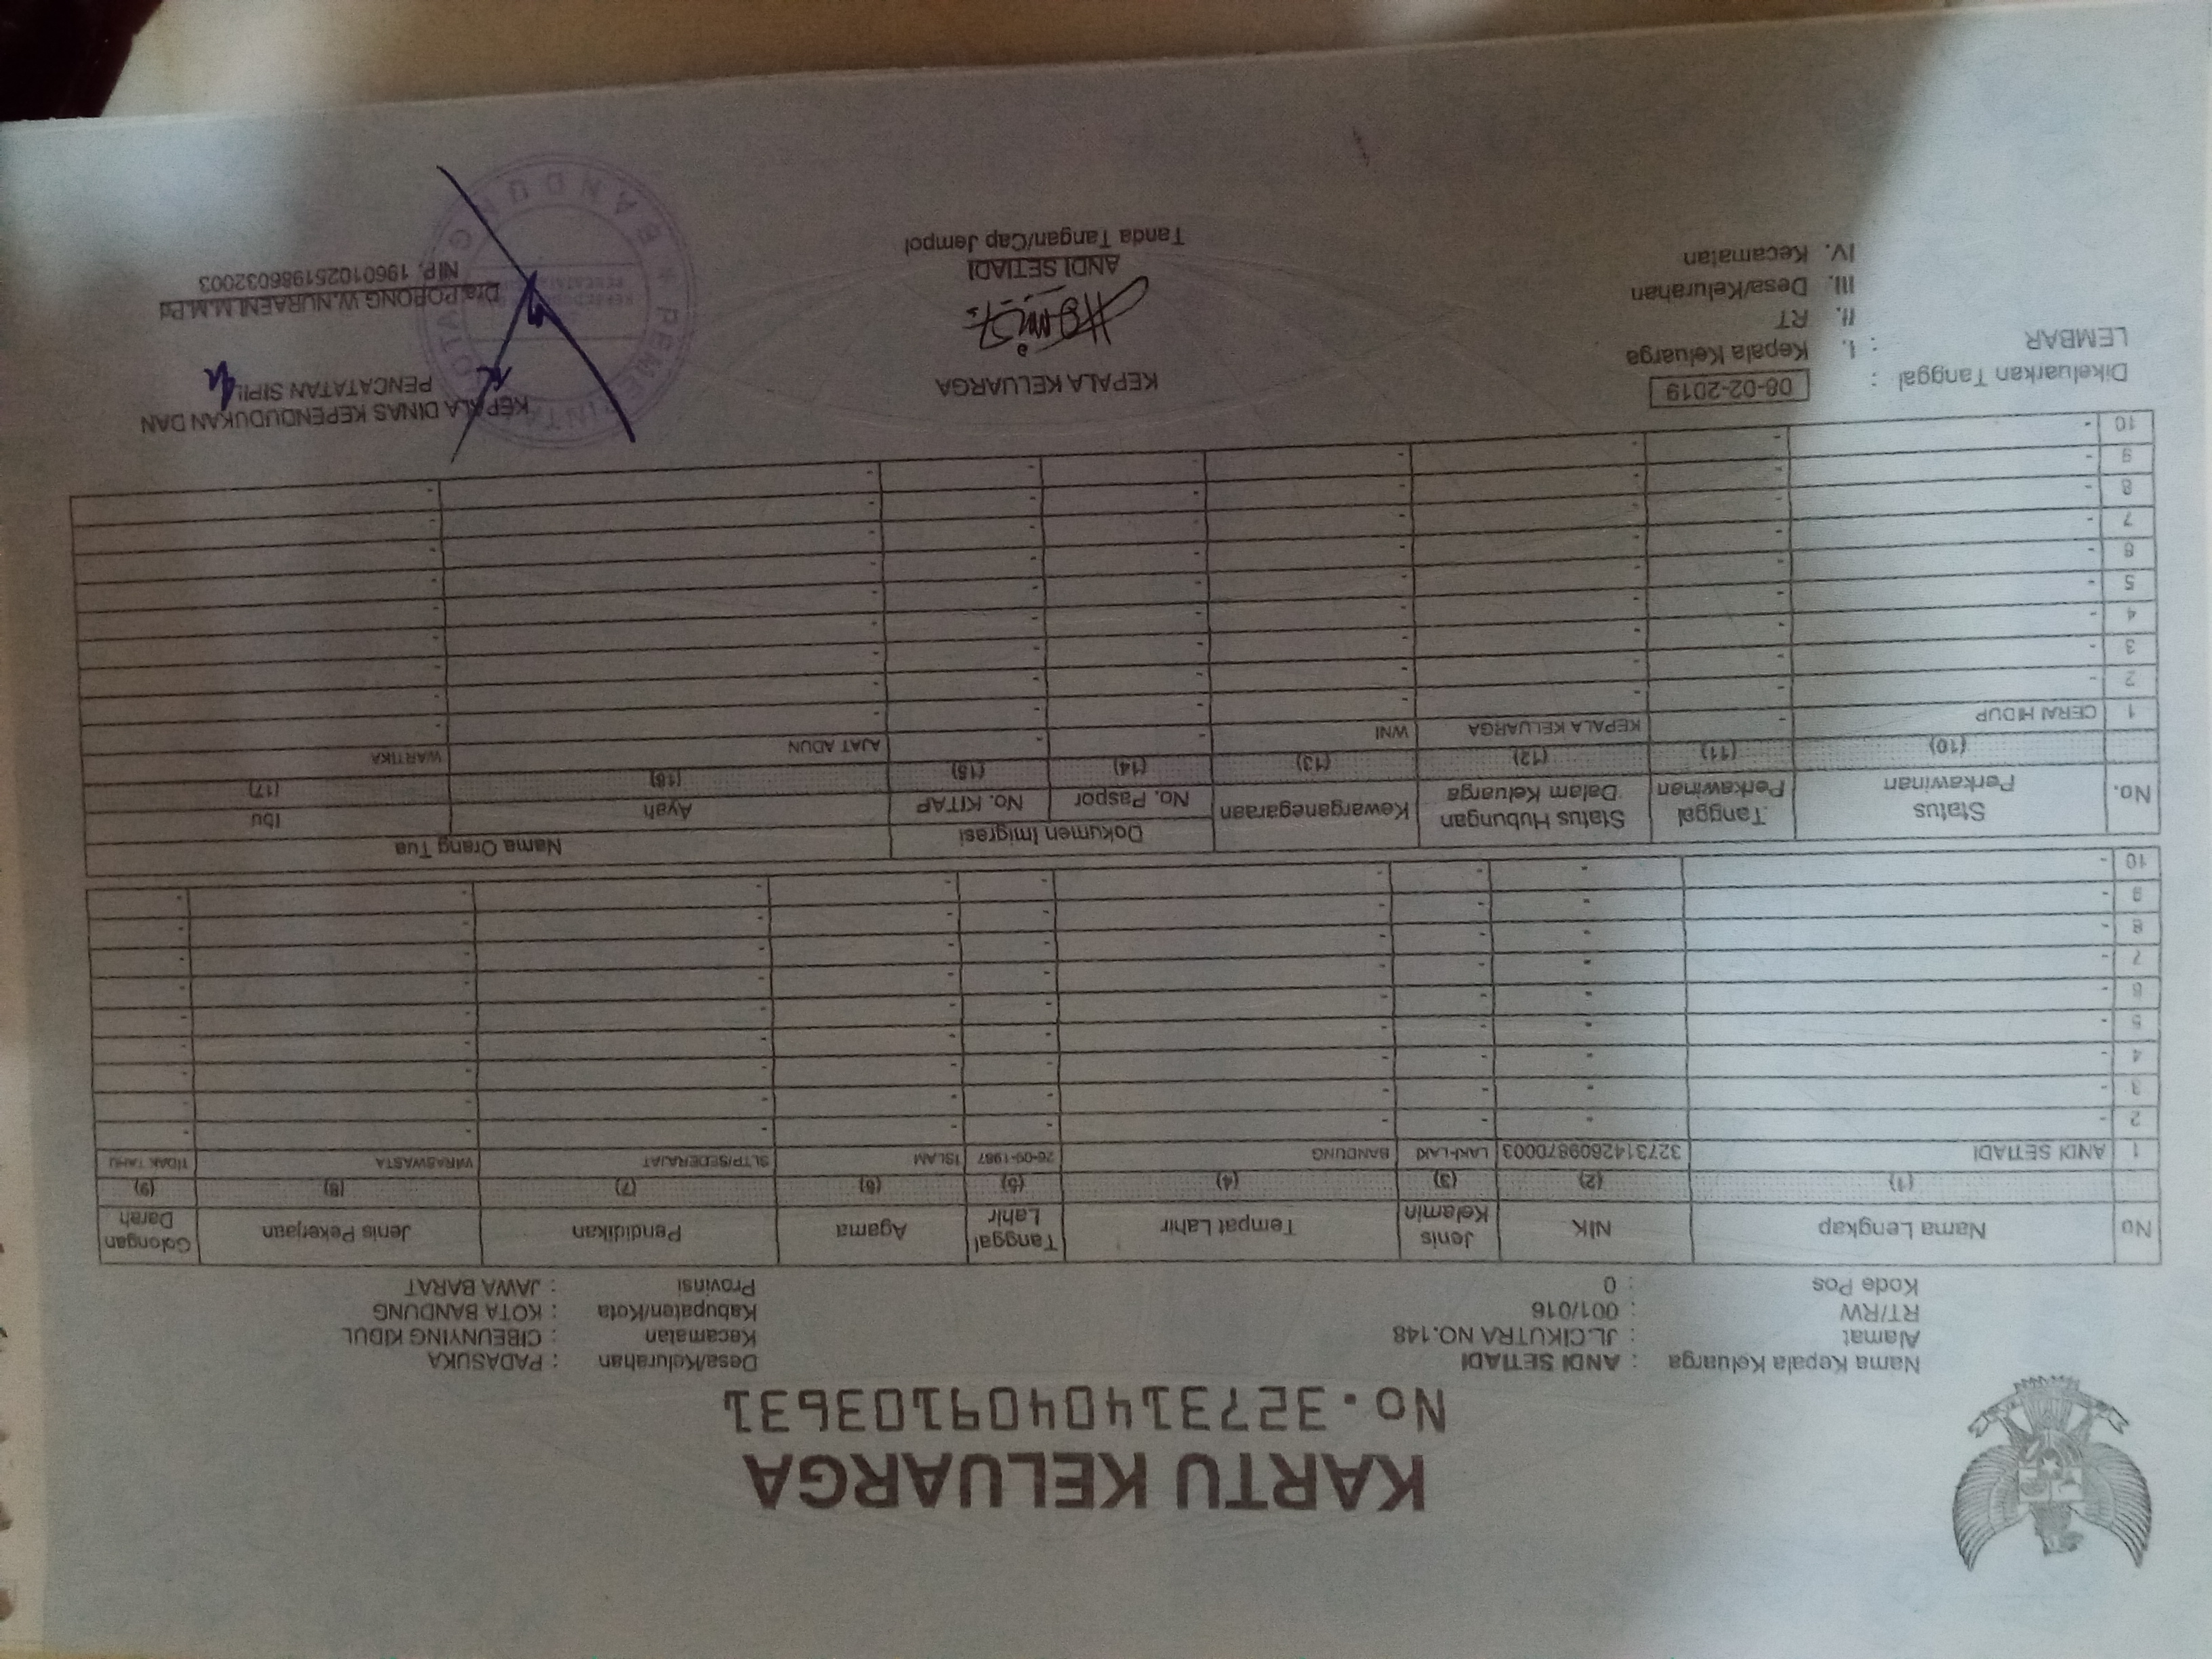 KARTU KELUARGA
No. 3273140409103631
Nama Kepala Keluarga : ANDI SETIADI
Alamat : JL.CIKUTRA NO.148
RT/RW : 001/016
Kode Pos : 0
Desa/Kelurahan : PADASUKA
Kecamatan : CIBEUNYING KIDUL
Kabupaten/Kota : KOTA BANDUNG
Provinsi : JAWA BARAT
No Nama Lengkap NIK Jenis Kelamin Tempat Lahir Tanggal Lahir Agama Pendidikan Jenis Pekerjaan Golongan Darah
(1) (2) (3) (4) (5) (6) (7) (8) (9)
1 ANDI SETIADI 3273142609870003 LAKI-LAKI BANDUNG 26-09-1987 ISLAM SLTP/SEDERAJAT WIRASWASTA TIDAK TAHU
2 - - - - - - - - -
3 - - - - - - - - -
4 - - - - - - - - -
5 - - - - - - - - -
6 - - - - - - - - -
7 - - - - - - - - -
8 - - - - - - - - -
9 - - - - - - - - -
10 - - - - - - - - -
No. Status Perkawinan Tanggal Perkawinan Status Hubungan Dalam Keluarga Kewarganegaraan Dokumen Imigrasi Nama Orang Tua
No. Paspor No. KITAP Ayah Ibu
(10) (11) (12) (13) (14) (15) (16) (17)
1 CERAI HIDUP - KEPALA KELUARGA WNI - - AJAT ADUN WARTIKA
2 - - - - - - - -
3 - - - - - - - -
4 - - - - - - - -
5 - - - - - - - -
6 - - - - - - - -
7 - - - - - - - -
8 - - - - - - - -
9 - - - - - - - -
10 - - - - - - - -
Dikeluarkan Tanggal : 08-02-2019
LEMBAR : I. Kepala Keluarga
II. RT
III. Desa/Kelurahan
IV. Kecamatan
KEPALA KELUARGA
ANDI SETIADI
Tanda Tangan/Cap Jempol
KEPALA DINAS KEPENDUDUKAN DAN
PENCATATAN SIPIL
Dra.POPONG W.NURAENI.M.M.Pd
NIP. 196010251986032003
PEMERINTAH KOTA BANDUNG